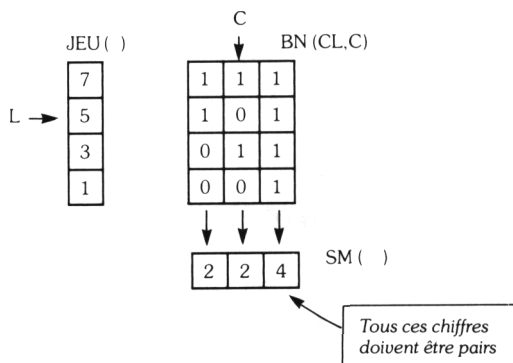 C
JEU ( )
BN (CL,C)
7
1 1 1
L
5
1 0 1
3
0 1 1
1
0 0 1
2 2 4
SM ( )
Tous ces chiffres
doivent être pairs